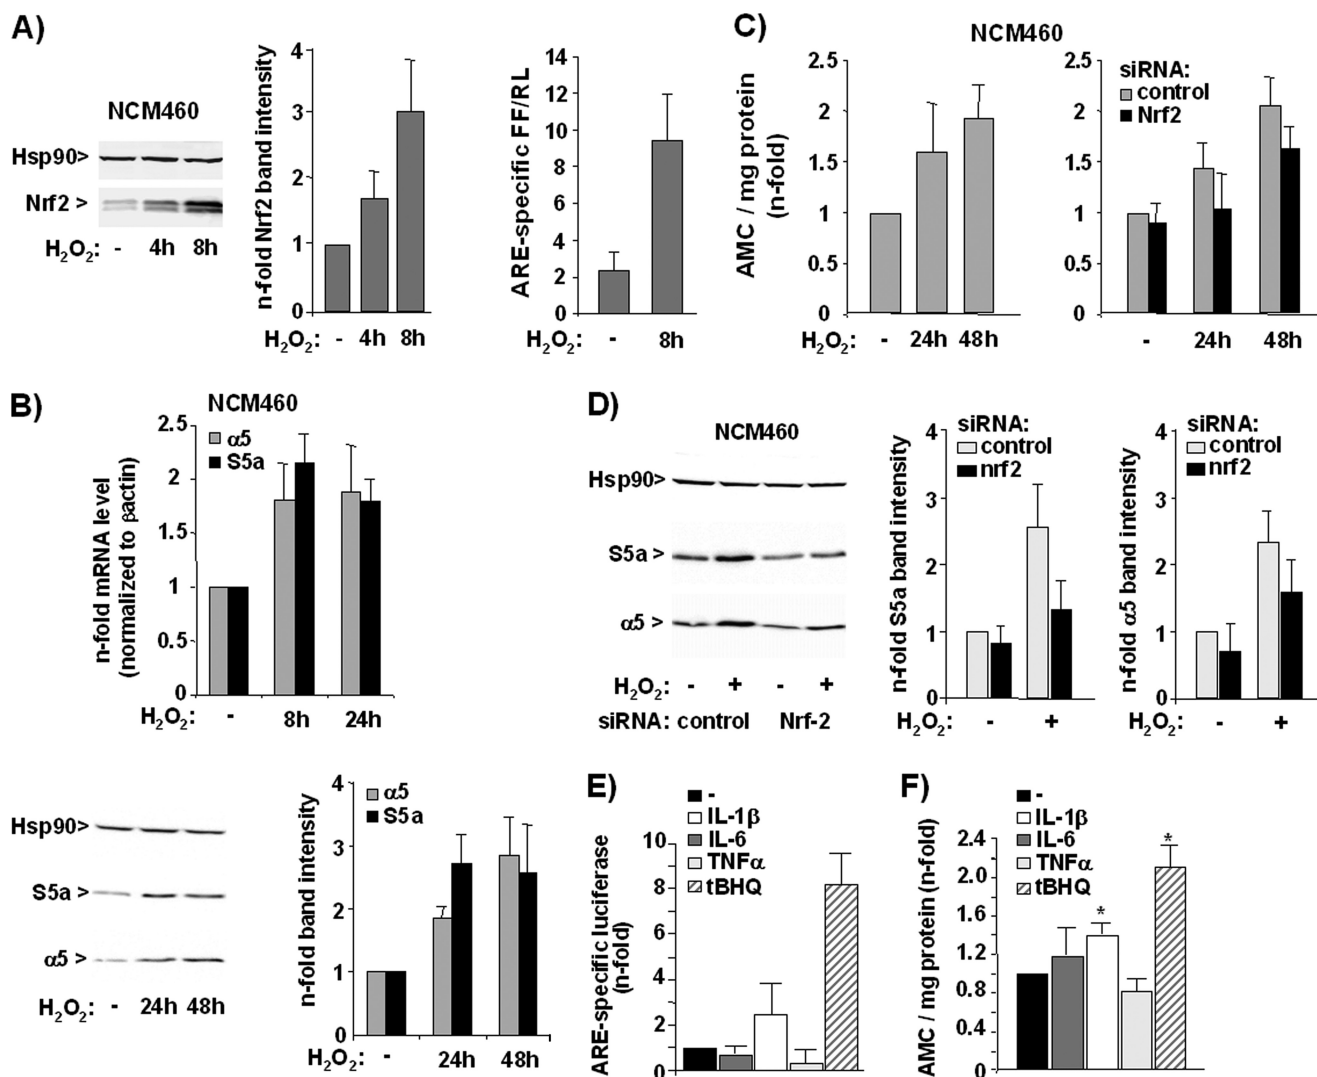 A)
NCM460
Hsp90>
Nrf2 >
H₂O₂: - 4h 8h
n-fold Nrf2 band intensity
4
3
2
1
0
H₂O₂: - 4h 8h
ARE-specific FF/RL
14
12
10
8
6
4
2
0
H₂O₂: - 8h
C)
NCM460
AMC / mg protein
(n-fold)
2.5
2
1.5
1
0.5
0
H₂O₂: - 24h 48h
siRNA:
control
Nrf2
2.5
2
1.5
1
0.5
0
- 24h 48h
B)
NCM460
α5
S5a
n-fold mRNA level
(normalized to βactin)
2.5
2
1.5
1
0.5
0
H₂O₂: - 8h 24h
Hsp90>
S5a >
α5 >
H₂O₂: - 24h 48h
α5
S5a
n-fold band intensity
4
3
2
1
0
H₂O₂: - 24h 48h
D)
NCM460
Hsp90>
S5a >
α5 >
H₂O₂: - + - +
siRNA: control Nrf-2
siRNA:
control
nrf2
n-fold S5a band intensity
4
3
2
1
0
H₂O₂: - +
siRNA:
control
nrf2
n-fold α5 band intensity
4
3
2
1
0
H₂O₂: - +
E)
-
IL-1β
IL-6
TNFα
tBHQ
ARE-specific luciferase
(n-fold)
10
8
6
4
2
0
F)
-
IL-1β
IL-6
TNFα
tBHQ
AMC / mg protein (n-fold)
2.4
2.0
1.6
1.2
0.8
0.4
*
*